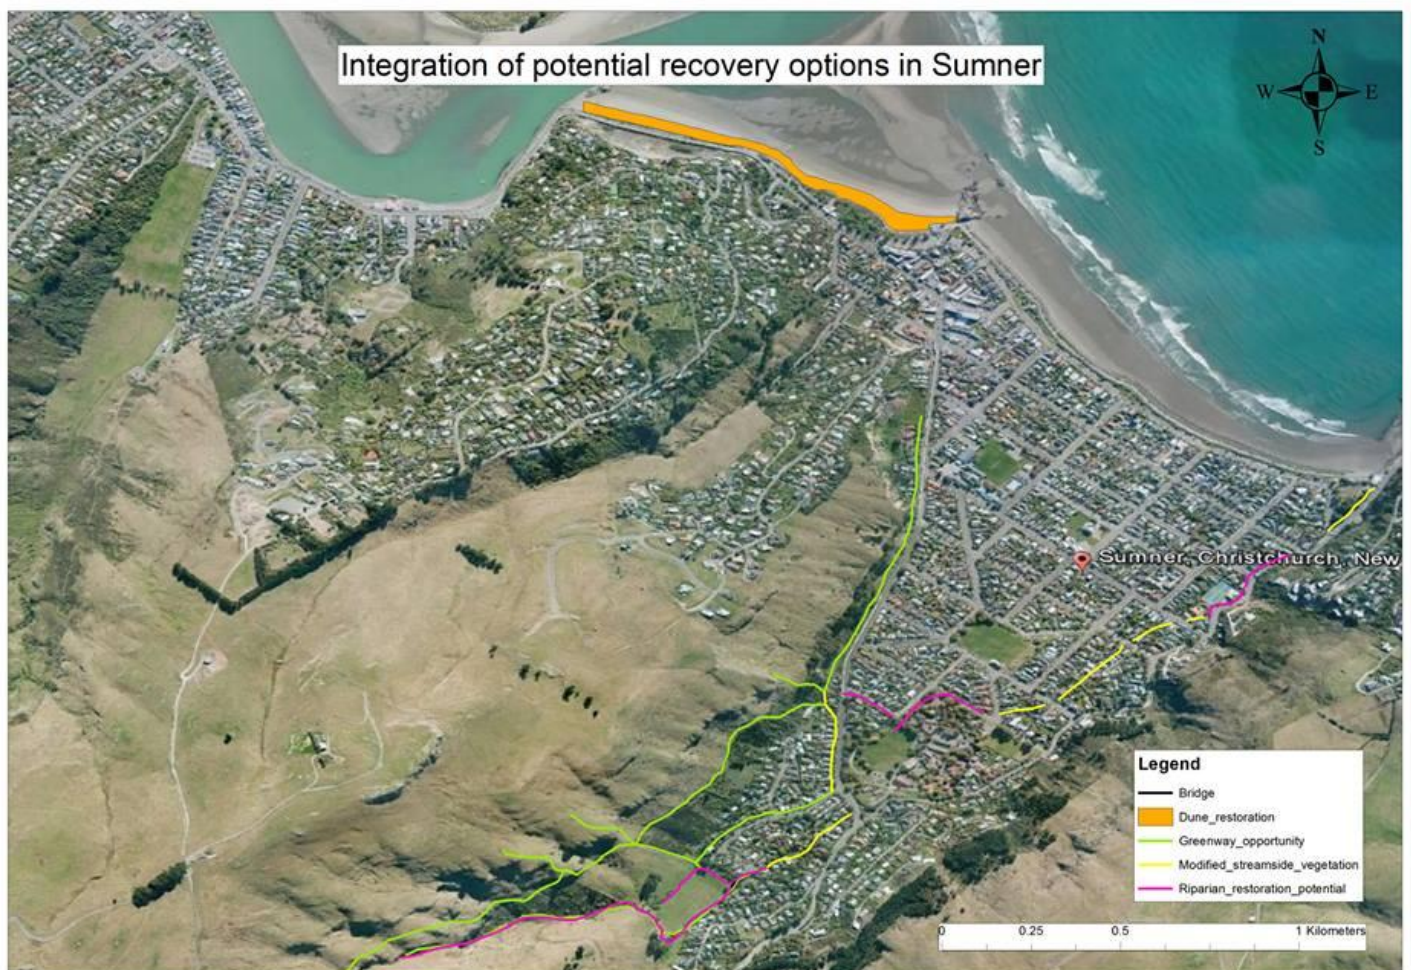 Integration of potential recovery options in Sumner
N
W E
S
Sumner, Christchurch, New
Legend
Bridge
Dune_restoration
Greenway_opportunity
Modified_streamside_vegetation
Riparian_restoration_potential
0 0.25 0.5 1 Kilometers